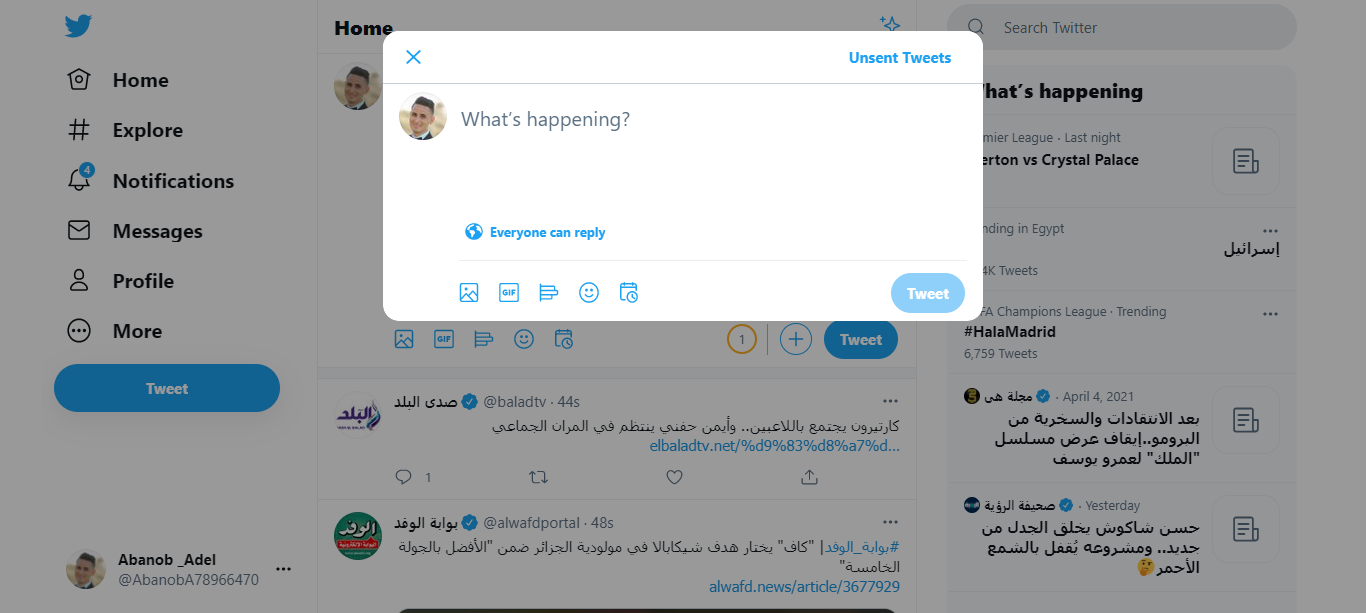 Home
Explore
Notifications
4
Messages
Profile
More
Tweet
Abanob _Adel
@AbanobA78966470
Home
Unsent Tweets
What's happening?
Everyone can reply
GIF
Tweet
GIF
1
Tweet
صدى البلد @baladtv · 44s
كارتيرون يجتمع باللاعبين.. وأيمن حفني ينتظم في المران الجماعي
elbaladtv.net/%d9%83%d8%a7%d...
1
بوابة الوفد @alwafdportal · 48s
#بوابة_الوفد| "كاف" يختار هدف شيكابالا في مولودية الجزائر ضمن "الأفضل بالجولة
الخامسة"
alwafd.news/article/3677929
Search Twitter
What's happening
mier League · Last night
erton vs Crystal Palace
nding in Egypt
إسرائيل
4K Tweets
FA Champions League · Trending
#HalaMadrid
6,759 Tweets
مجلة هي · April 4, 2021
بعد الانتقادات والسخرية من
البرومو..إيقاف عرض مسلسل
"الملك" لعمرو يوسف
صحيفة الرؤية · Yesterday
حسن شاكوش يخلق الجدل من
جديد.. ومشروعه يُقفل بالشمع
الأحمر🤔